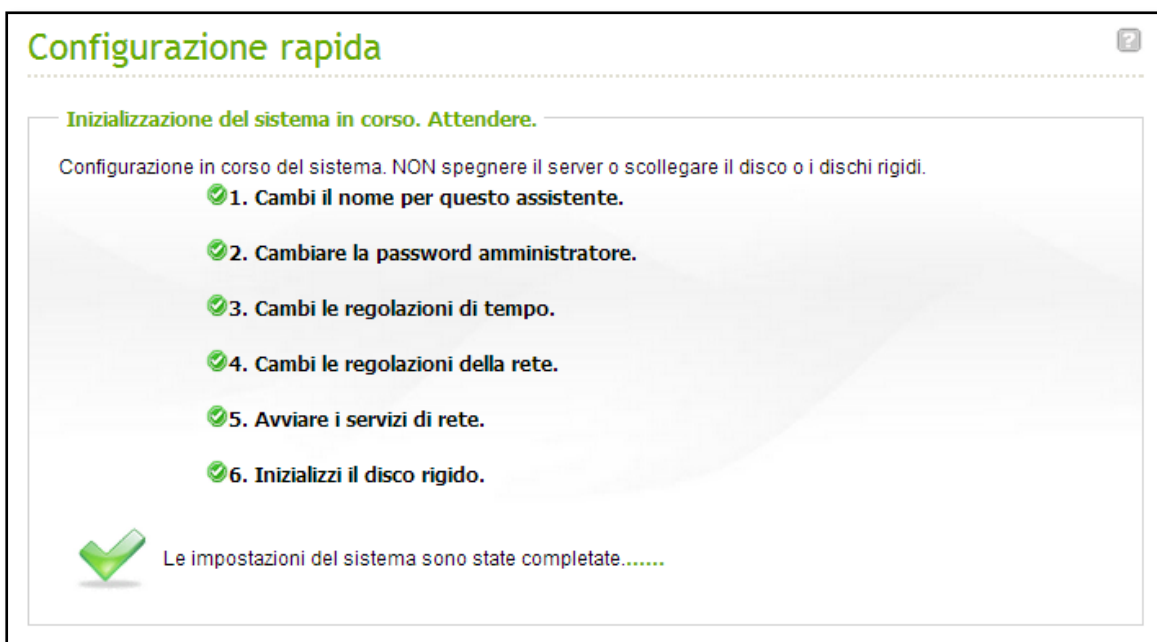 Configurazione rapida
?
Inizializzazione del sistema in corso. Attendere.
Configurazione in corso del sistema. NON spegnere il server o scollegare il disco o i dischi rigidi.
1. Cambi il nome per questo assistente.
2. Cambiare la password amministratore.
3. Cambi le regolazioni di tempo.
4. Cambi le regolazioni della rete.
5. Avviare i servizi di rete.
6. Inizializzi il disco rigido.
Le impostazioni del sistema sono state completate.......